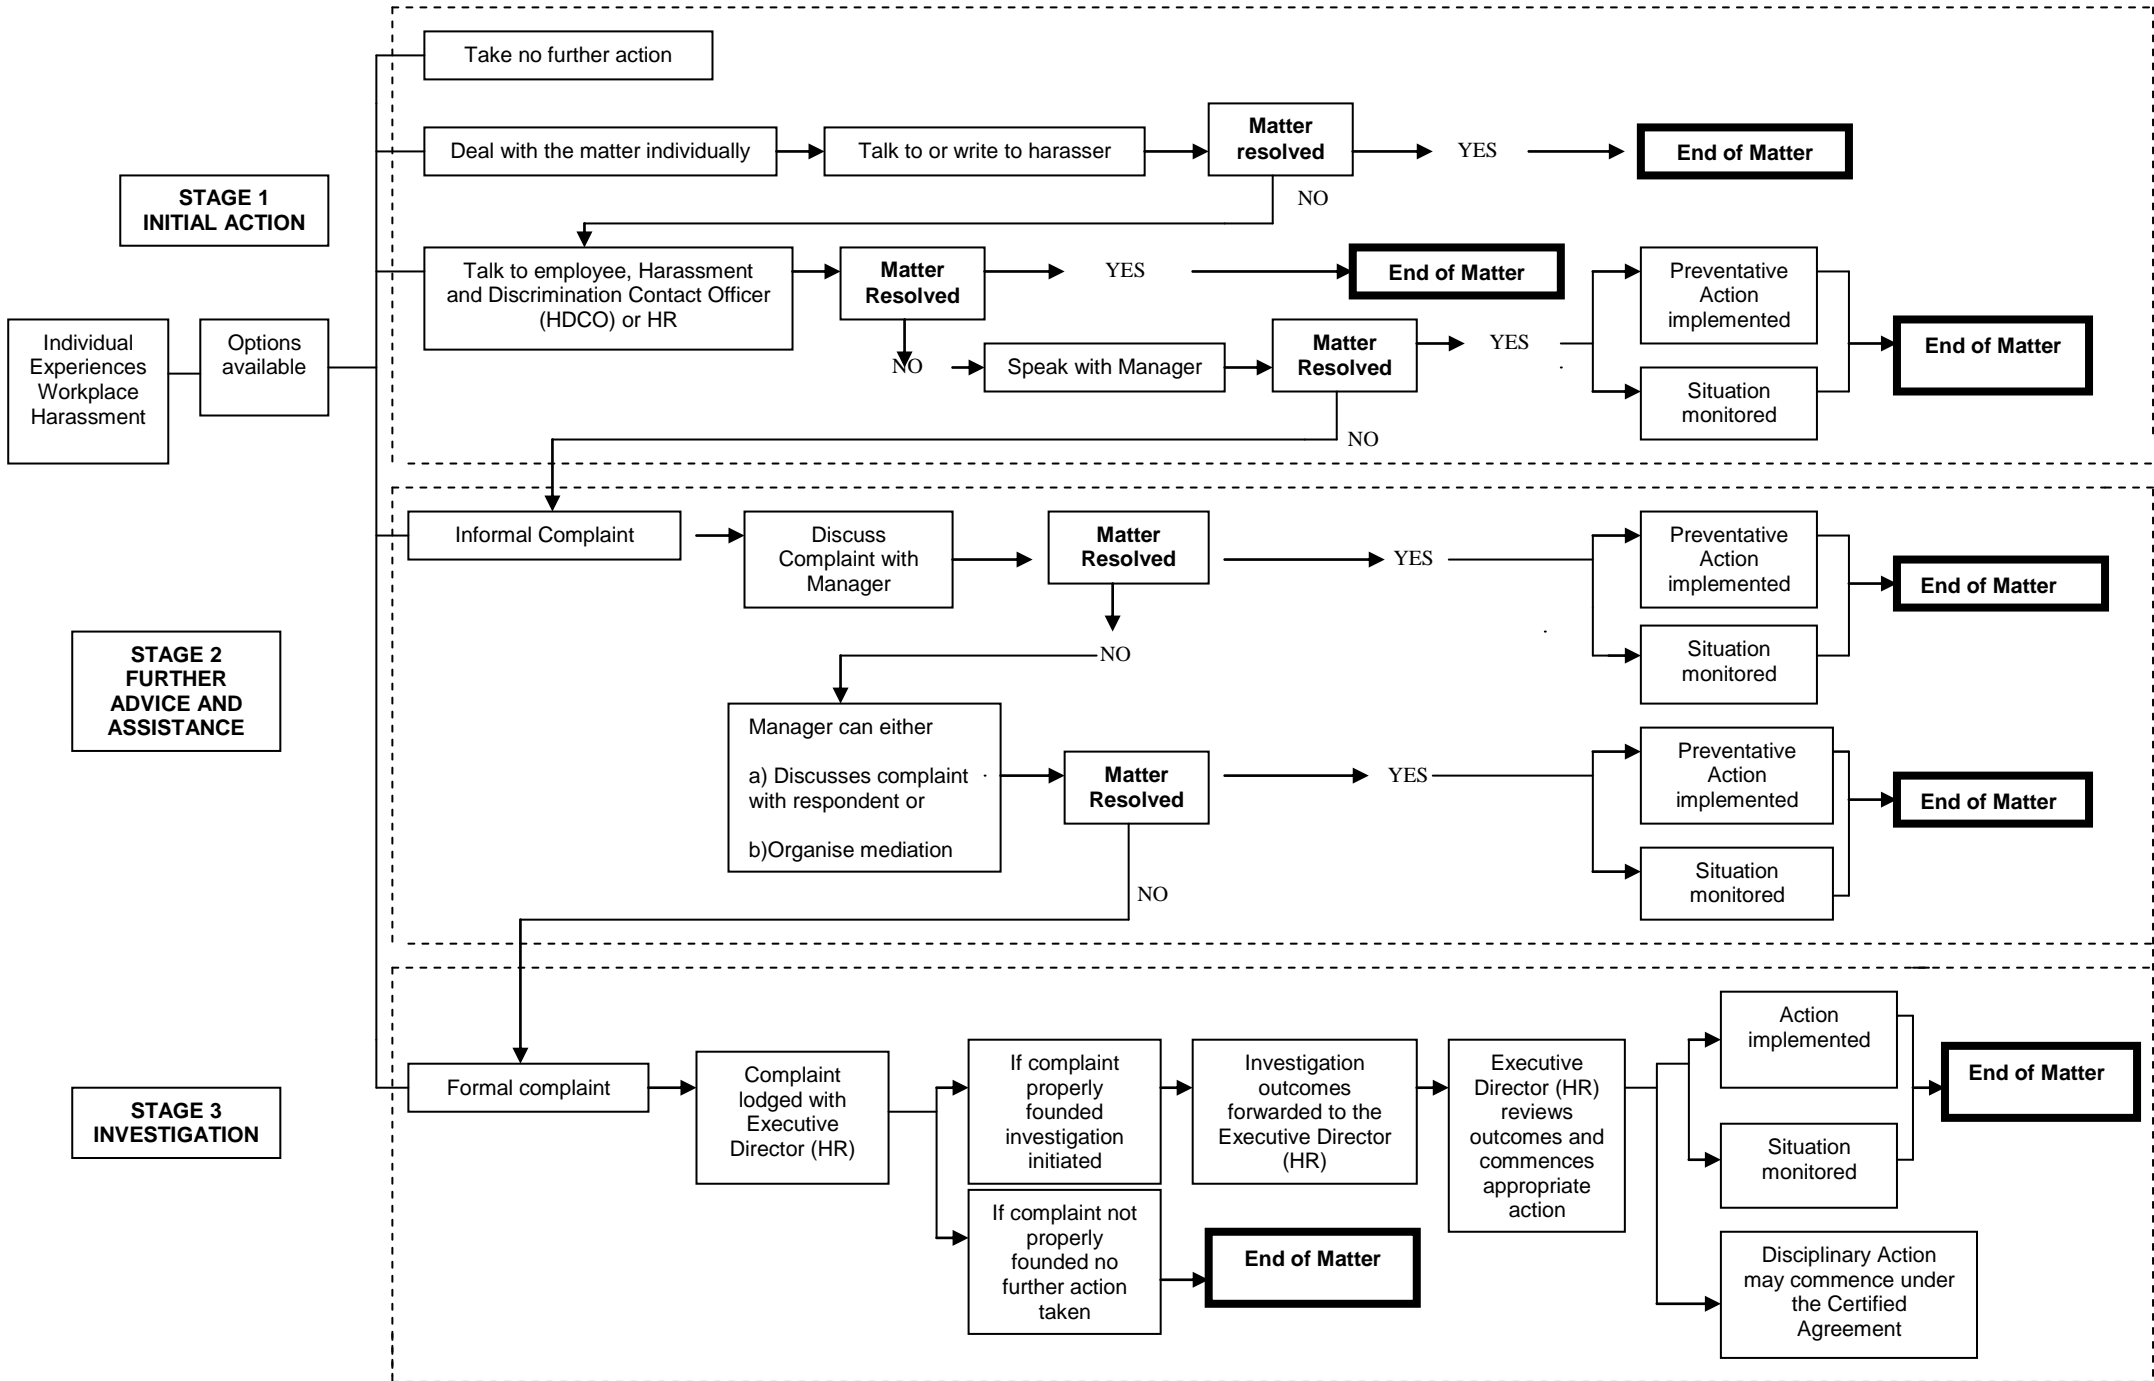 Take no further action
Deal with the matter individually
Talk to or write to harasser
Matter
resolved
YES
End of Matter
NO
STAGE 1
INITIAL ACTION
Talk to employee, Harassment
and Discrimination Contact Officer
(HDCO) or HR
Matter
Resolved
YES
End of Matter
NO
Speak with Manager
Matter
Resolved
YES
Preventative
Action
implemented
Situation
monitored
End of Matter
NO
Individual
Experiences
Workplace
Harassment
Options
available
STAGE 2
FURTHER
ADVICE AND
ASSISTANCE
Informal Complaint
Discuss
Complaint with
Manager
Matter
Resolved
YES
Preventative
Action
implemented
Situation
monitored
End of Matter
NO
Manager can either
a) Discusses complaint
with respondent or
b)Organise mediation
Matter
Resolved
YES
Preventative
Action
implemented
Situation
monitored
End of Matter
NO
STAGE 3
INVESTIGATION
Formal complaint
Complaint
lodged with
Executive
Director (HR)
If complaint
properly
founded
investigation
initiated
Investigation
outcomes
forwarded to the
Executive Director
(HR)
Executive
Director (HR)
reviews
outcomes and
commences
appropriate
action
Action
implemented
Situation
monitored
End of Matter
If complaint not
properly
founded no
further action
taken
End of Matter
Disciplinary Action
may commence under
the Certified
Agreement